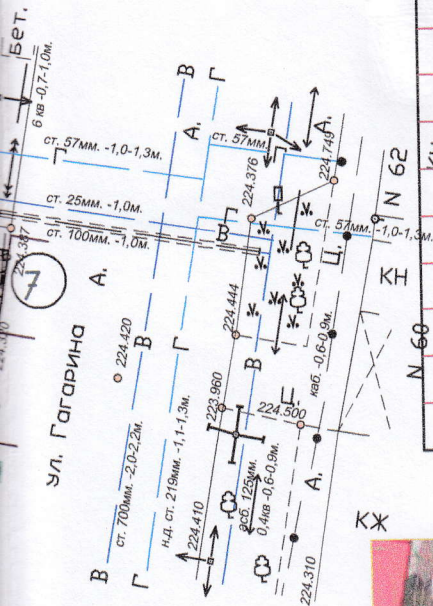 Бет.
6 кв -0,7-1,0м.
В
Г
ст. 57мм. -1,0-1,3м.
Г
А.
ст. 57мм.
А.
224.749
224.376
ст. 25мм. -1,0м.
ст. 100мм. -1,0м.
Г
В
Г
ст. 57мм. -1,0-1,3м.
N 62
7
А.
Ц.
КІ
224.444
каб. -0,6-0,9м.
N 60
ул. Гагарина
224.420
В
Г
В
223.960
224.500
Г.
ст. 700мм. -2,0-2,2м.
н.д. ст. 219мм. -1,1-1,3м.
224.410
асб. 125мм.
0,4кв -0,6-0,9м.
А.
КЖ
В
Г
224.310